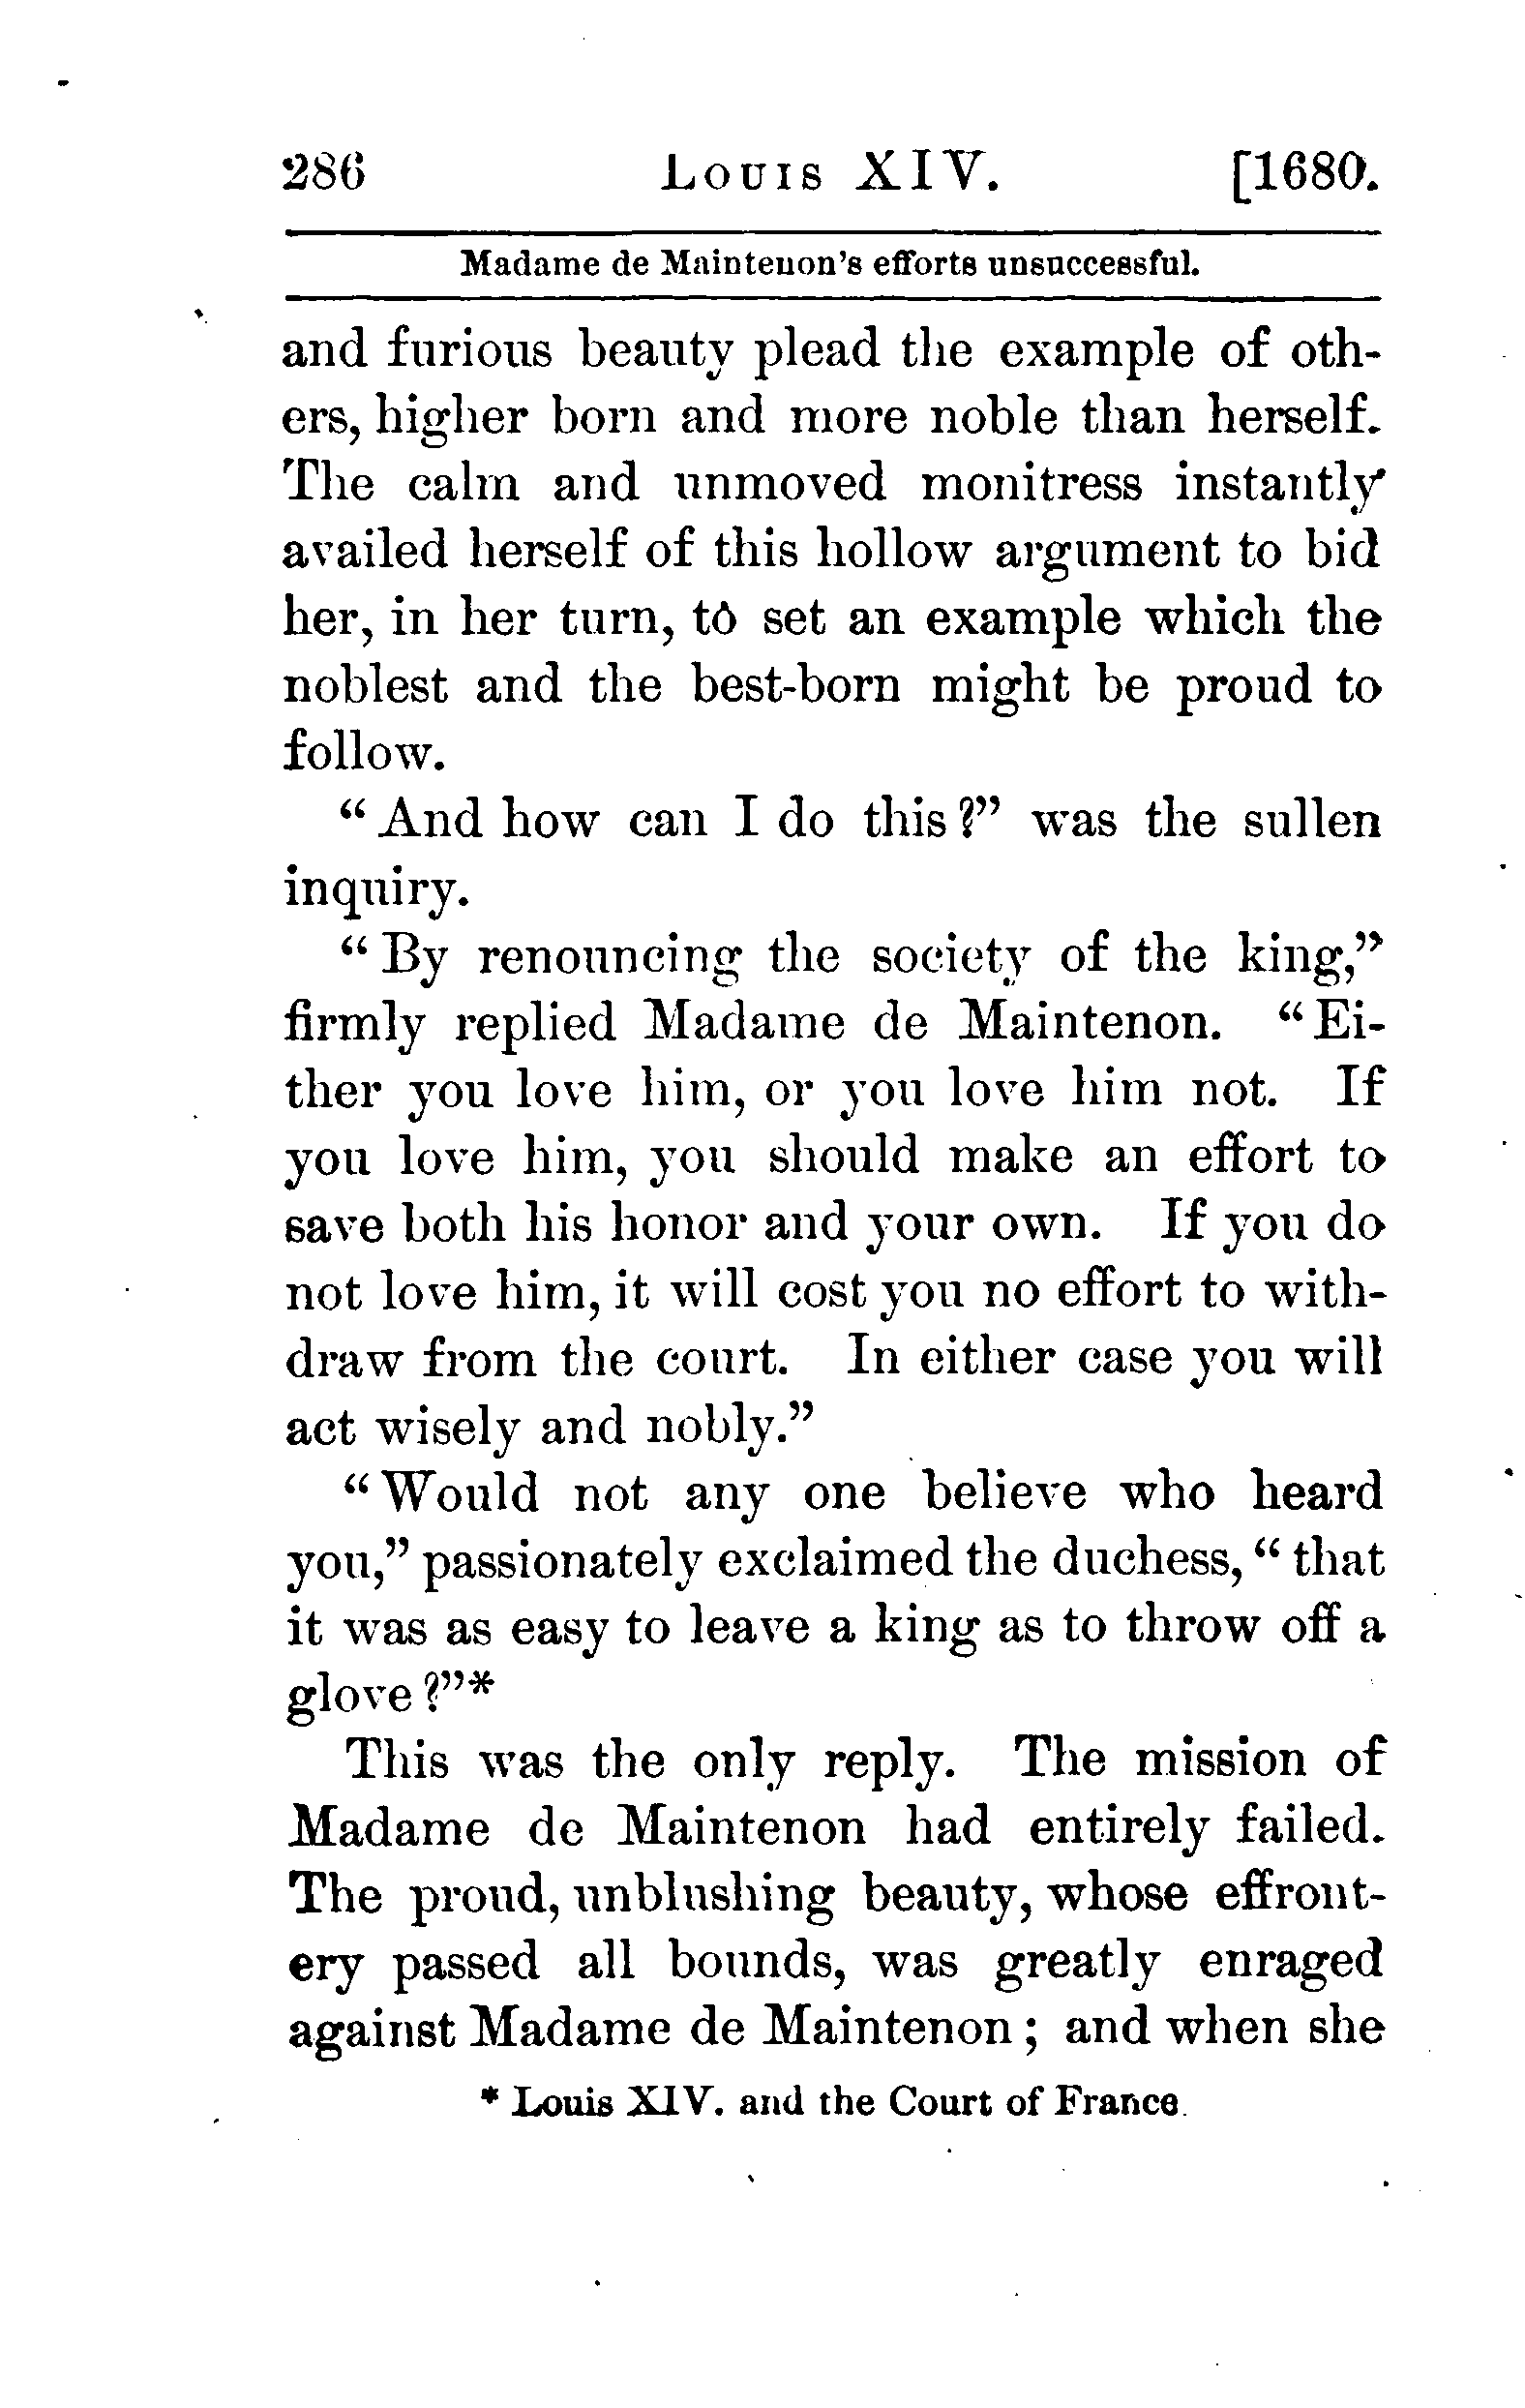 286 Louis XIV. [1680.
Madame de Maintenon's efforts unsuccessful.
and furious beauty plead the example of oth-
ers, higher born and more noble than herself.
The calm and unmoved monitress instantly
availed herself of this hollow argument to bid
her, in her turn, to set an example which the
noblest and the best-born might be proud to
follow.
“And how can I do this?” was the sullen
inquiry.
“By renouncing the society of the king,”
firmly replied Madame de Maintenon. “Ei-
ther you love him, or you love him not. If
you love him, you should make an effort to
save both his honor and your own. If you do
not love him, it will cost you no effort to with-
draw from the court. In either case you will
act wisely and nobly.”
“Would not any one believe who heard
you,” passionately exclaimed the duchess, “that
it was as easy to leave a king as to throw off a
glove?”*
This was the only reply. The mission of
Madame de Maintenon had entirely failed.
The proud, unblushing beauty, whose effront-
ery passed all bounds, was greatly enraged
against Madame de Maintenon; and when she
* Louis XIV. and the Court of France.